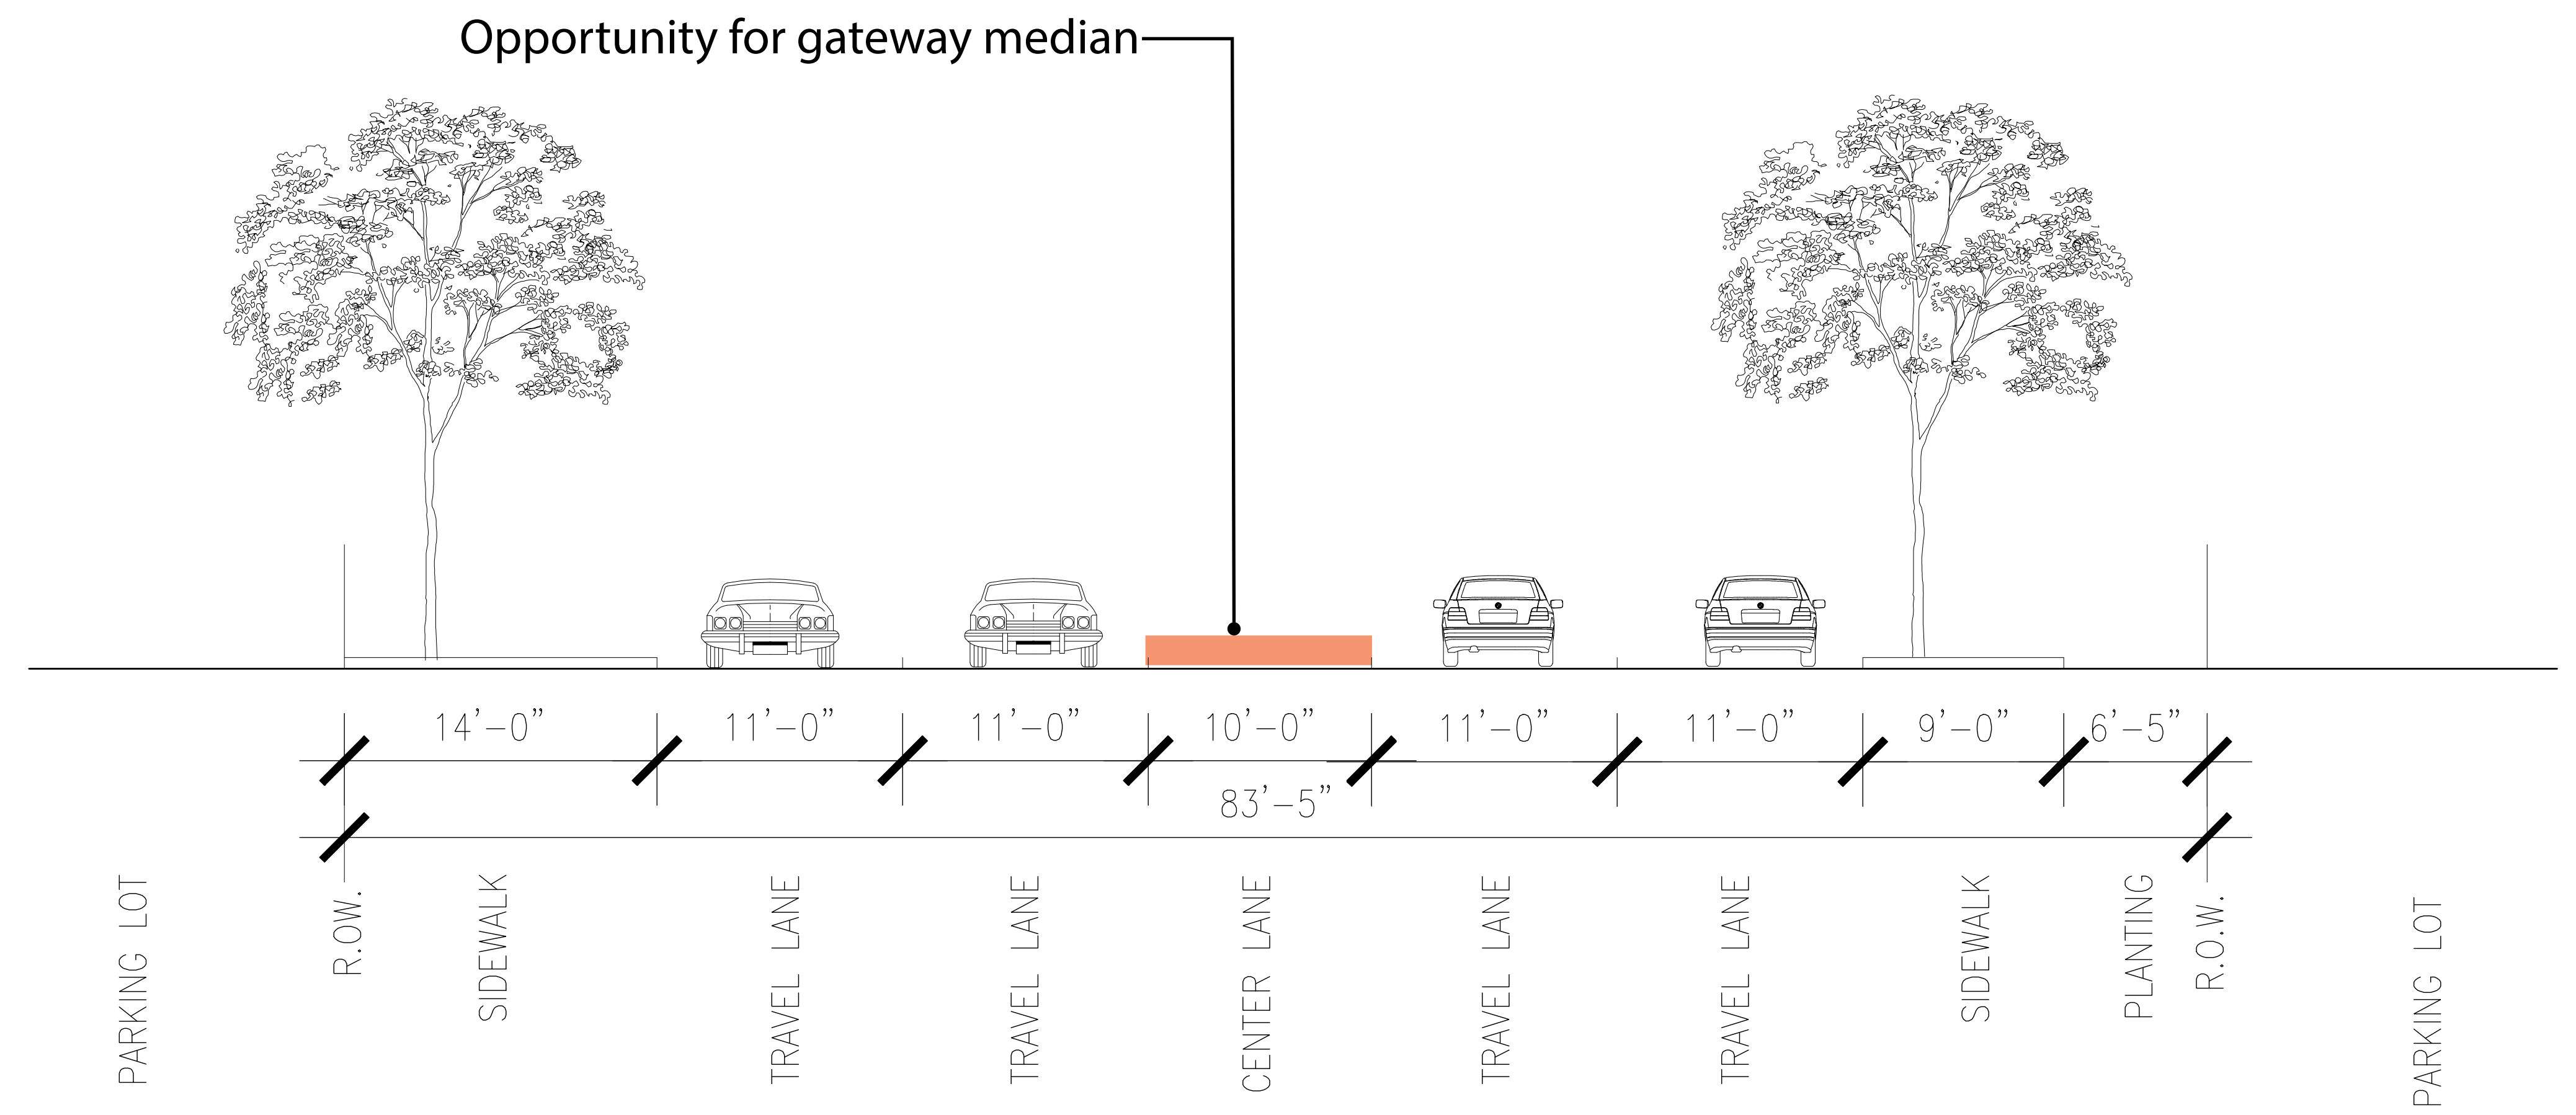 Opportunity for gateway median
14’-0” 11’-0” 11’-0” 10’-0” 11’-0” 11’-0” 9’-0” 6’-5”
83’-5”
PARKING LOT
R.OW.
SIDEWALK
TRAVEL LANE
TRAVEL LANE
CENTER LANE
TRAVEL LANE
TRAVEL LANE
SIDEWALK
PLANTING
R.O.W.
PARKING LOT